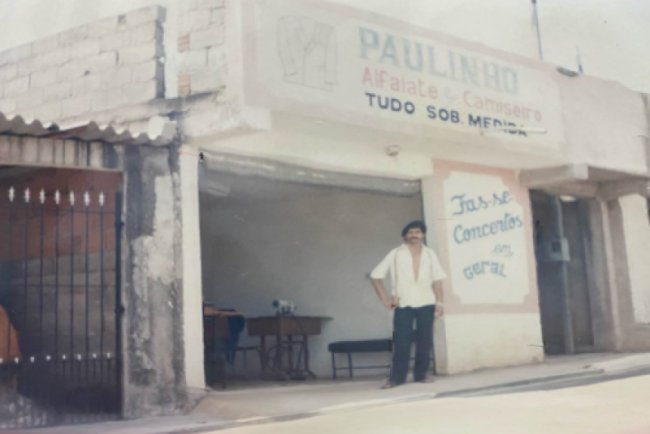 PAULINHO
Alfaiate e Camiseiro
TUDO SOB MEDIDA
Fas-se
Concertos
em
Geral